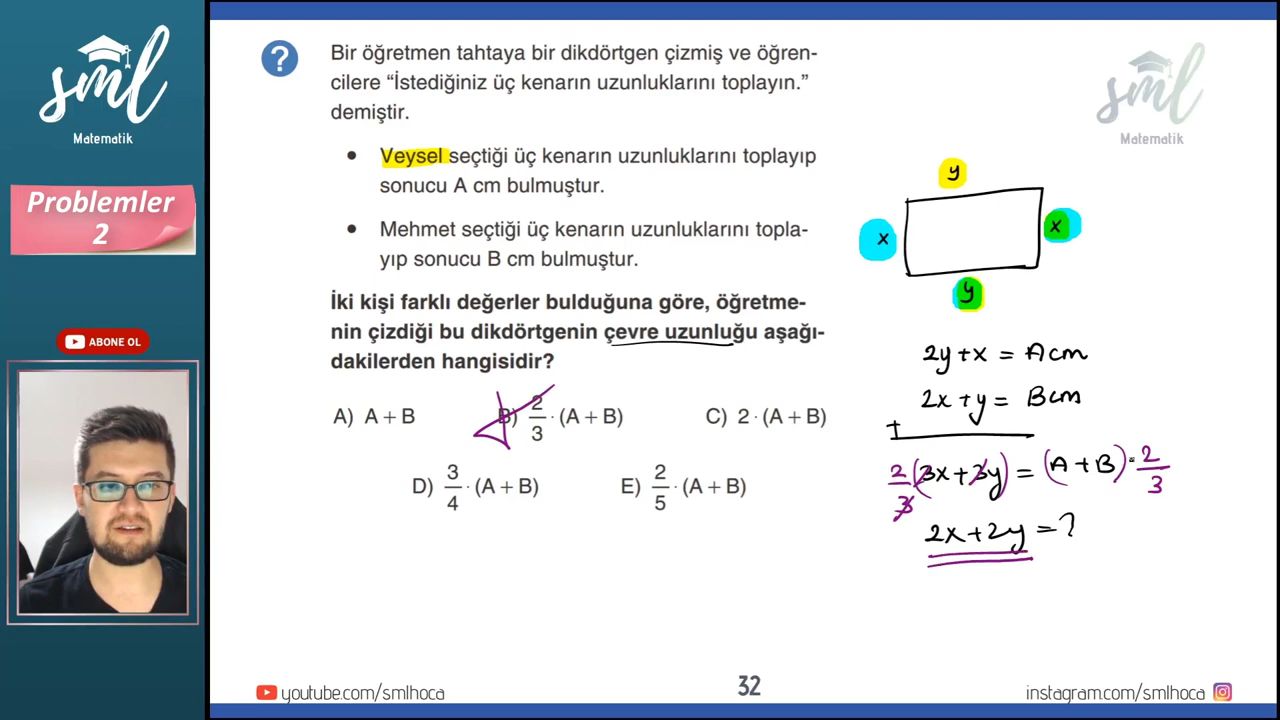 sml
Matematik
Problemler
2
ABONE OL
?
Bir öğretmen tahtaya bir dikdörtgen çizmiş ve öğren-
cilere “İstediğiniz üç kenarın uzunluklarını toplayın.”
demiştir.
• Veysel seçtiği üç kenarın uzunluklarını toplayıp
sonucu A cm bulmuştur.
• Mehmet seçtiği üç kenarın uzunluklarını topla-
yıp sonucu B cm bulmuştur.
İki kişi farklı değerler bulduğuna göre, öğretme-
nin çizdiği bu dikdörtgenin çevre uzunluğu aşağı-
dakilerden hangisidir?
A) A + B B) 2/3 · (A + B) C) 2 · (A + B)
D) 3/4 · (A + B) E) 2/5 · (A + B)
sml
Matematik
y
x x
y
2y + x = A cm
2x + y = B cm
+
2/3 (3x + 3y) = (A + B) · 2/3
2x + 2y = ?
youtube.com/smlhoca
32
instagram.com/smlhoca